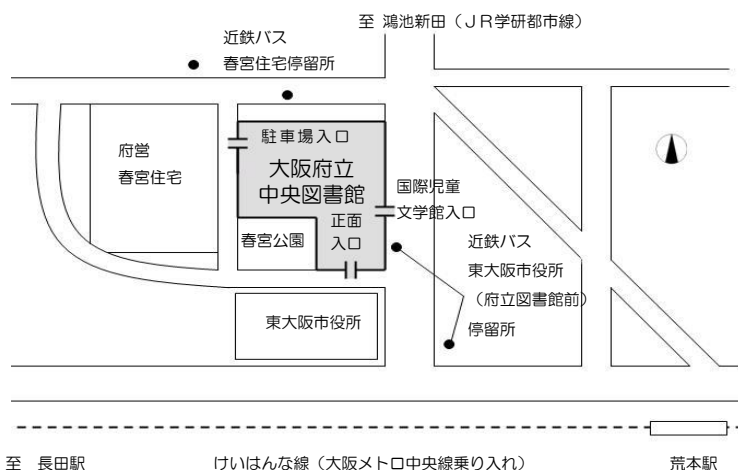 至 鴻池新田（ＪＲ学研都市線）
近鉄バス
春宮住宅停留所
駐車場入口
大阪府立
中央図書館
府営
春宮住宅
国際児童
文学館入口
正面
入口
春宮公園
近鉄バス
東大阪市役所
（府立図書館前）
停留所
東大阪市役所
至 長田駅
けいはんな線（大阪メトロ中央線乗り入れ）
荒本駅